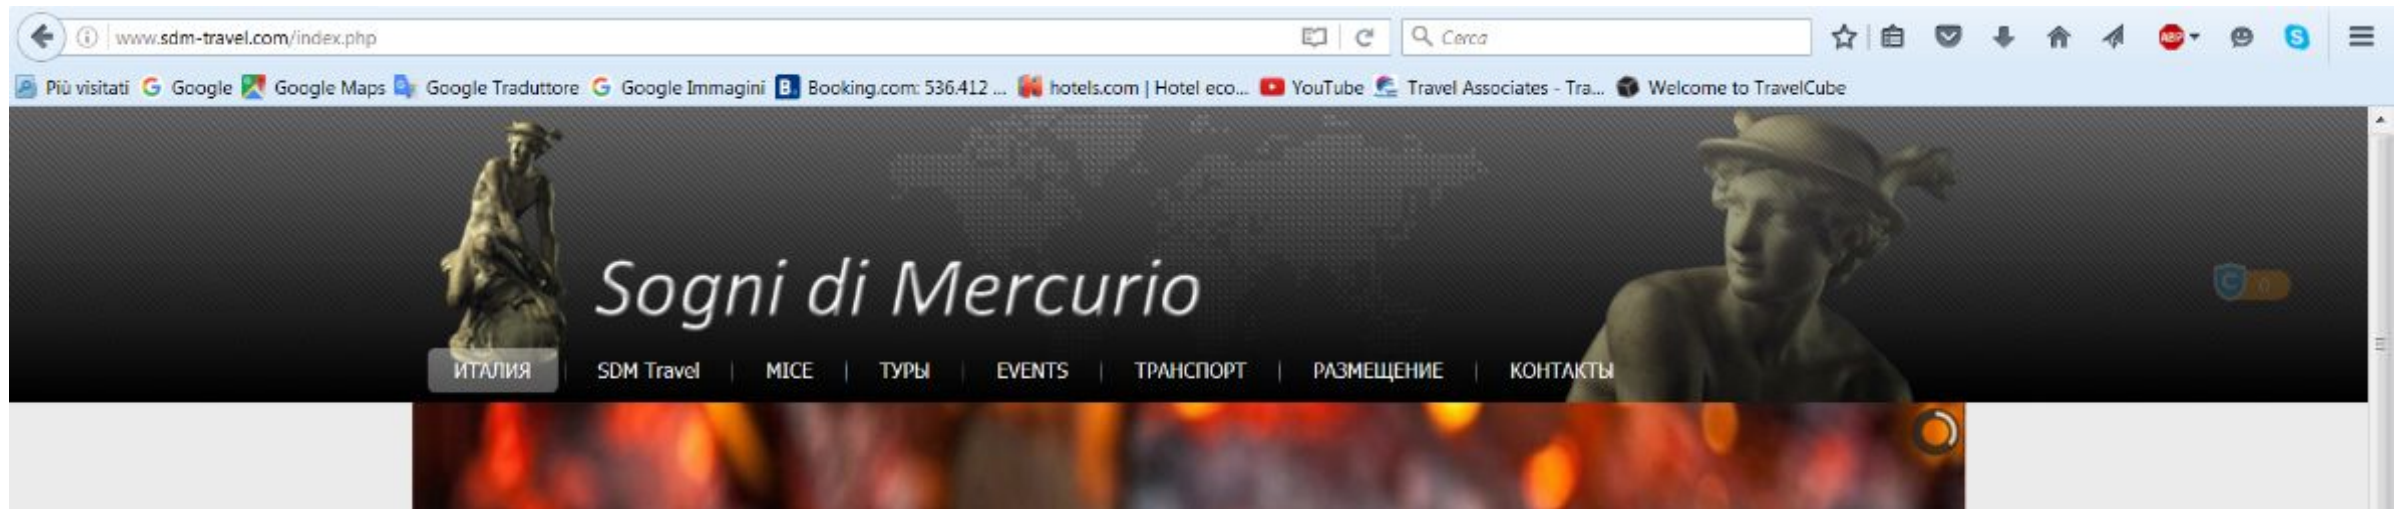 www.sdm-travel.com/index.php Cerca ABP S
Più visitati G Google Google Maps Google Traduttore G Google Immagini B. Booking.com: 536.412 ... hotels.com | Hotel eco... YouTube Travel Associates - Tra... Welcome to TravelCube
Sogni di Mercurio
C 0
ИТАЛИЯ | SDM Travel | MICE | ТУРЫ | EVENTS | ТРАНСПОРТ | РАЗМЕЩЕНИЕ | КОНТАКТЫ